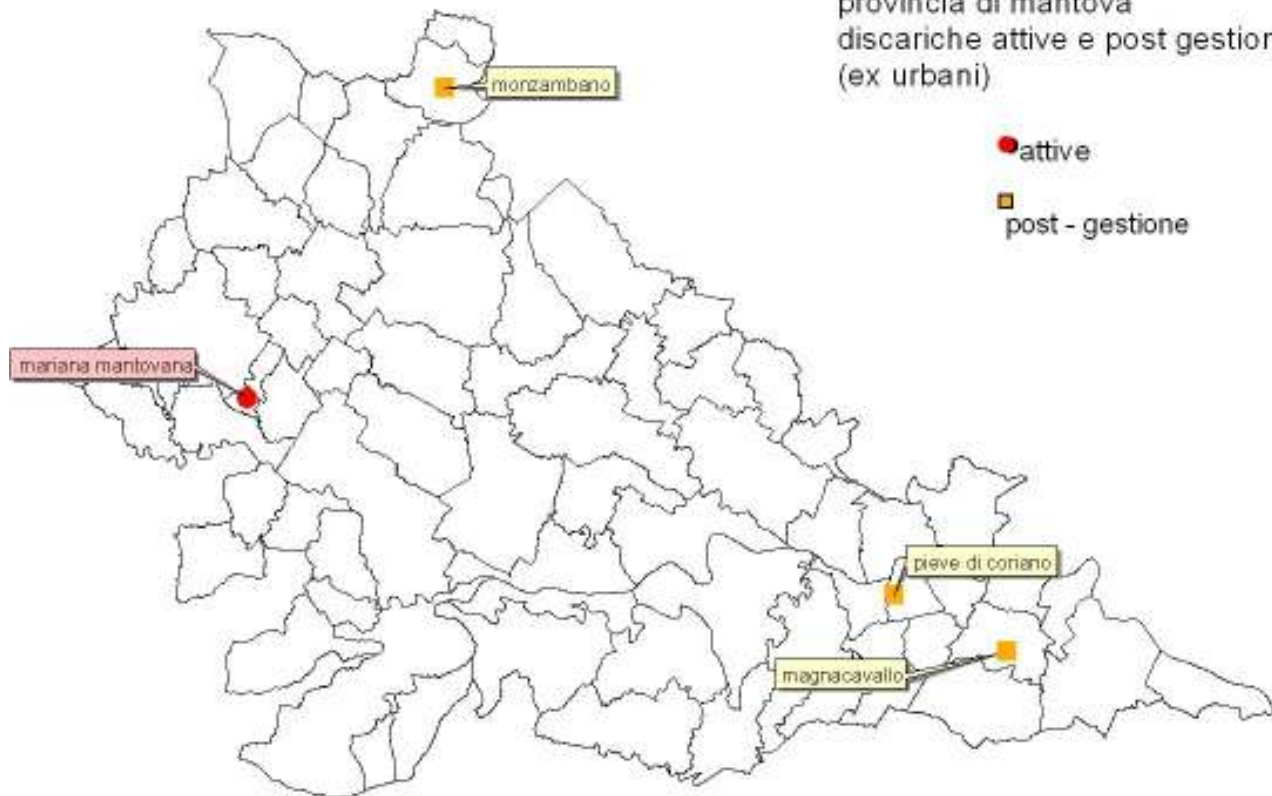 provincia di mantova
discariche attive e post gestion
(ex urbani)
attive
post - gestione
monzambano
mariana mantovana
pieve di coriano
magnacavallo